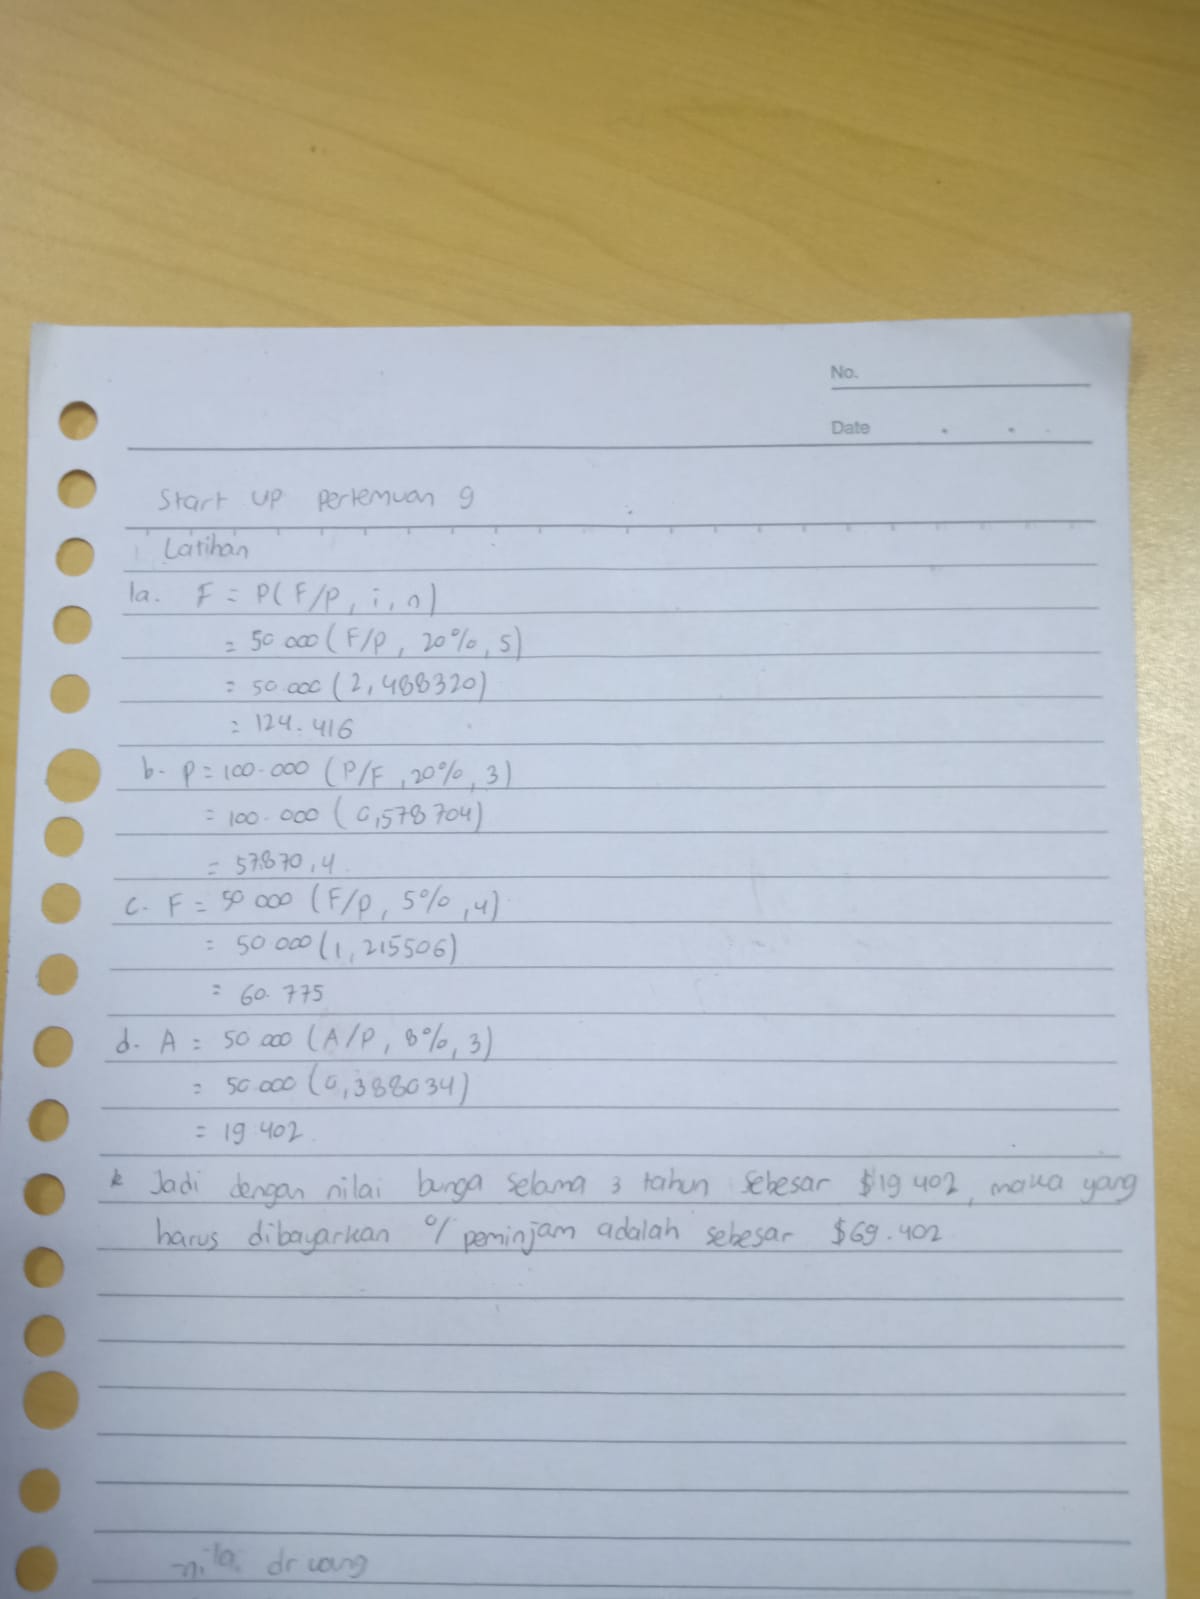 No.
Date
Start up pertemuan 9
Latihan
1a. F = P(F/P, i, n)
= 50 000 (F/P, 20%, 5)
= 50.000 (2,488320)
= 124.416
b. P = 100.000 (P/F, 20%, 3)
= 100.000 (0,578704)
= 57.870,4
c. F = 50 000 (F/P, 5%, 4)
= 50 000 (1,215506)
= 60.775
d. A = 50 000 (A/P, 8%, 3)
= 50 000 (0,388034)
= 19.402
* Jadi dengan nilai bunga selama 3 tahun sebesar $19 402, maka yang
harus dibayarkan o/ peminjam adalah sebesar $69.402
dr uang